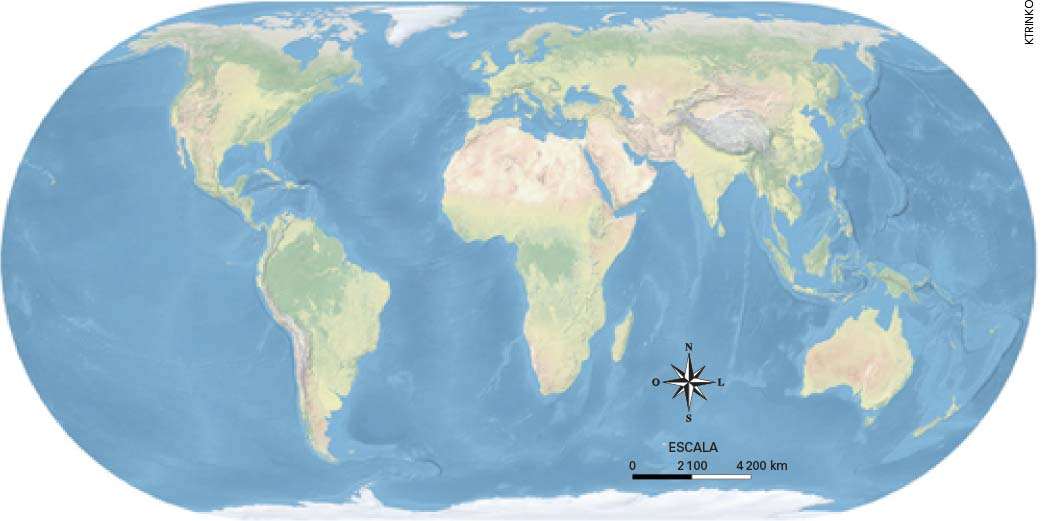 KTRINKO
N
O L
S
ESCALA
0 2 100 4 200 km